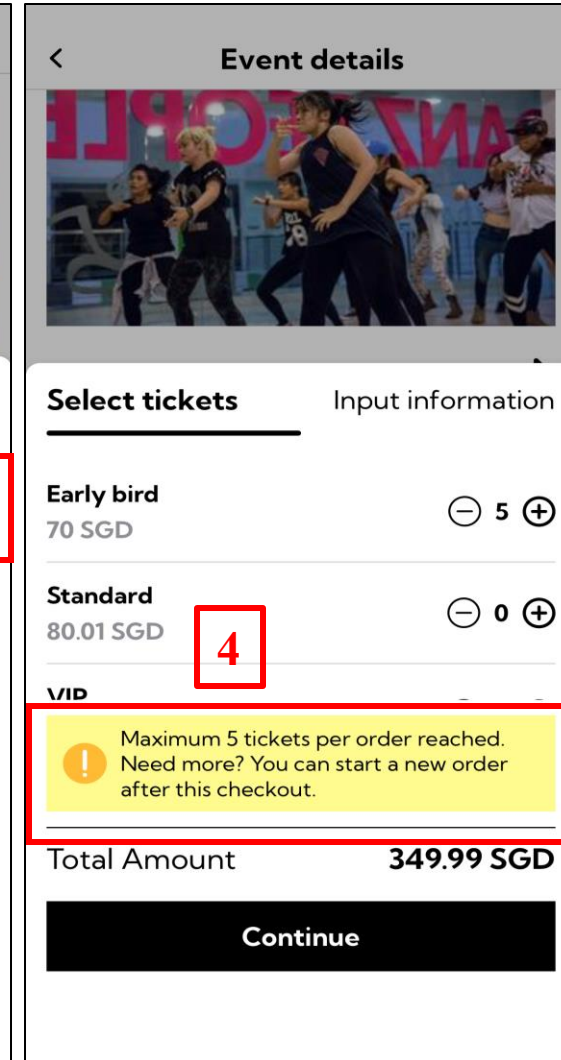 Event details
Select tickets Input information
Early bird
70 SGD
5
Standard
80.01 SGD
0
4
VIP
Maximum 5 tickets per order reached.
Need more? You can start a new order
after this checkout.
Total Amount 349.99 SGD
Continue